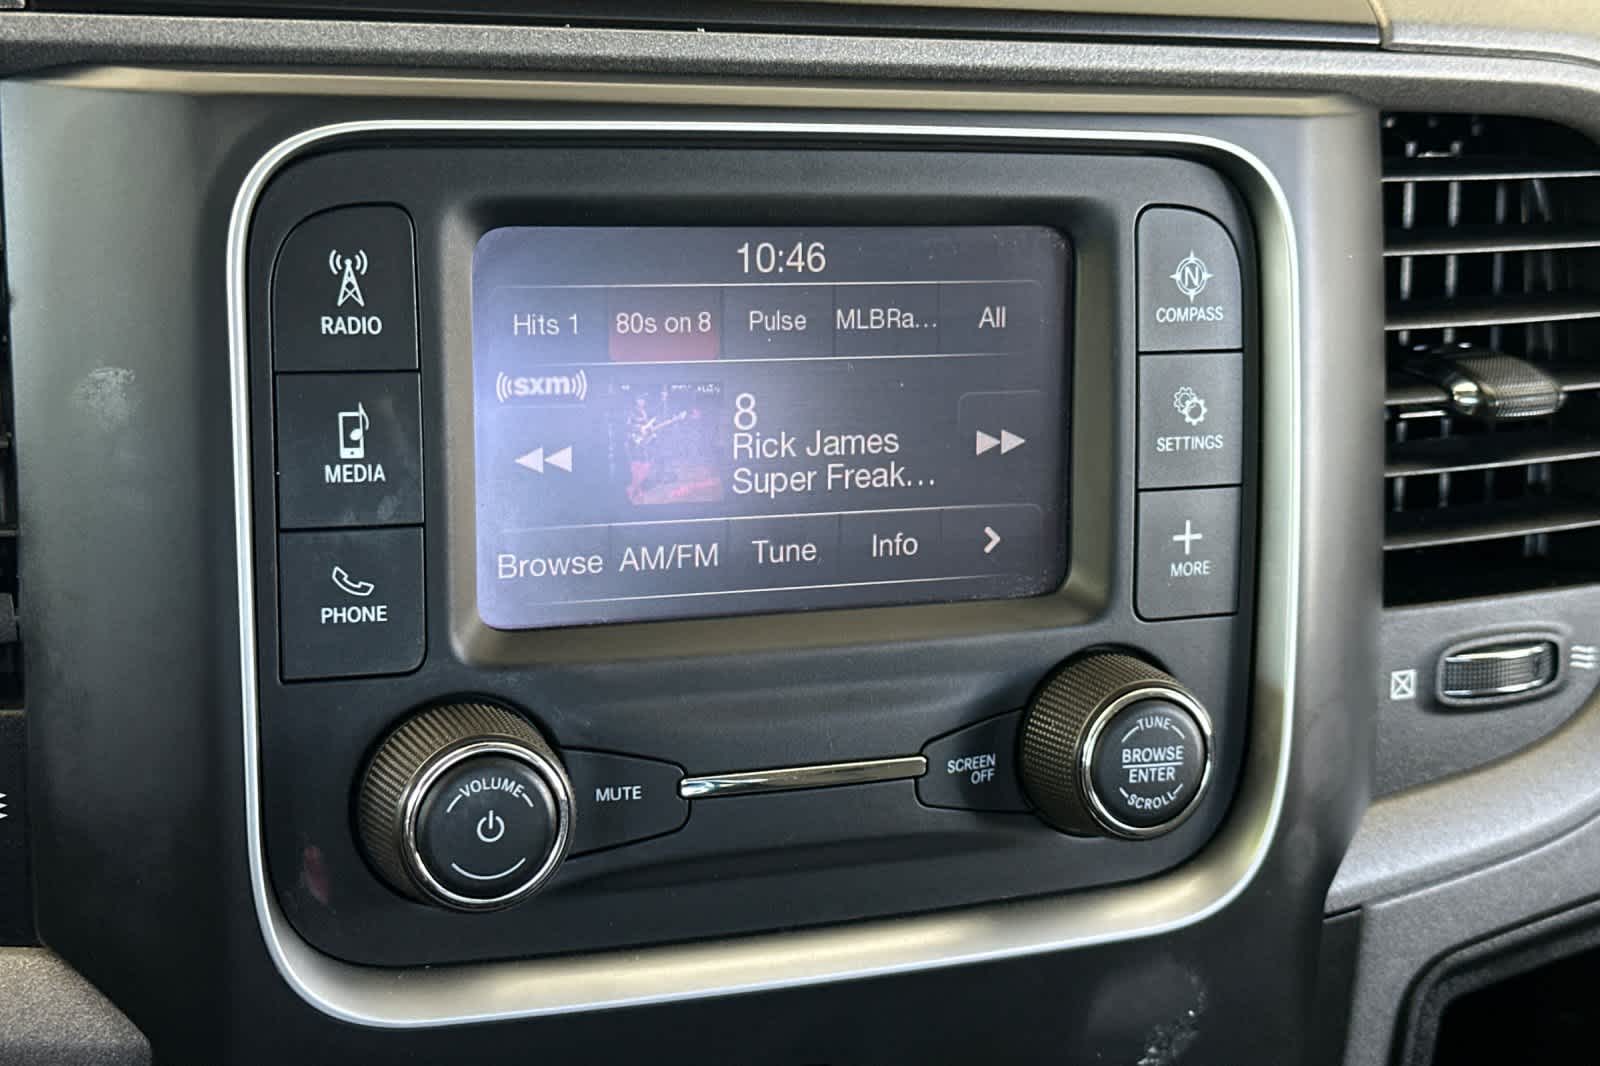 10:46
Hits 1
80s on 8
Pulse
MLBRa...
All
((sxm))
8
Rick James
Super Freak...
Browse
AM/FM
Tune
Info
RADIO
MEDIA
PHONE
N
COMPASS
SETTINGS
MORE
VOLUME
MUTE
SCREEN
OFF
TUNE
BROWSE
ENTER
SCROLL